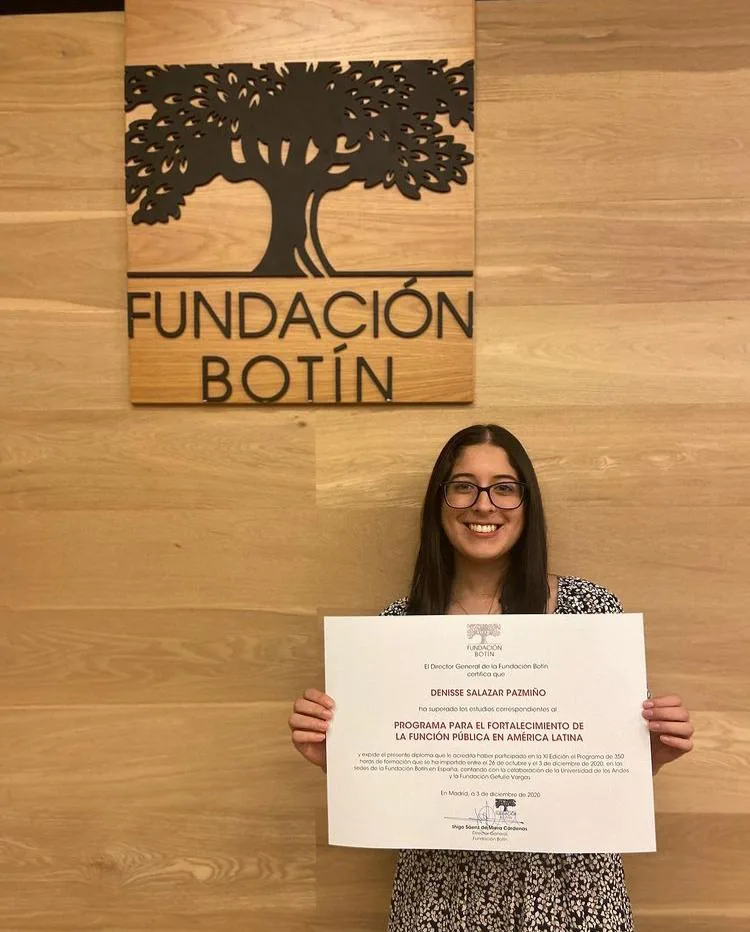 FUNDACIÓN
BOTÍN
FUNDACIÓN
BOTÍN
El Director General de la Fundación Botín
certifica que
DENISSE SALAZAR PAZMIÑO
ha superado los estudios correspondientes al
PROGRAMA PARA EL FORTALECIMIENTO DE
LA FUNCIÓN PÚBLICA EN AMÉRICA LATINA
y expide el presente diploma que le acredita haber participado en la XI Edición el Programa de 350
horas de formación que se ha impartido entre el 26 de octubre y el 3 de diciembre de 2020, en las
sedes de la Fundación Botín en España, contando con la colaboración de la Universidad de los Andes
y la Fundación Getulio Vargas.
En Madrid, a 3 de diciembre de 2020
Iñigo Sáenz de Miera Cárdenas
Director General
Fundación Botín